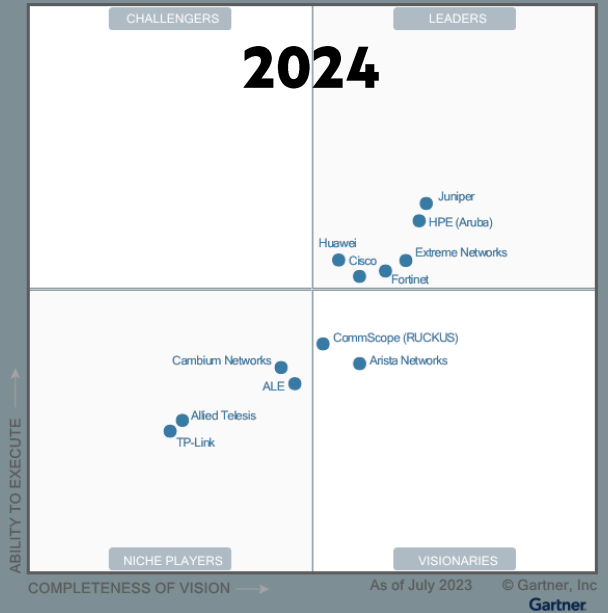 CHALLENGERS
LEADERS
2024
Juniper
HPE (Aruba)
Huawei
Extreme Networks
Cisco
Fortinet
CommScope (RUCKUS)
Cambium Networks
Arista Networks
ALE
Allied Telesis
TP-Link
ABILITY TO EXECUTE
NICHE PLAYERS
VISIONARIES
COMPLETENESS OF VISION
As of July 2023
© Gartner, Inc
Gartner